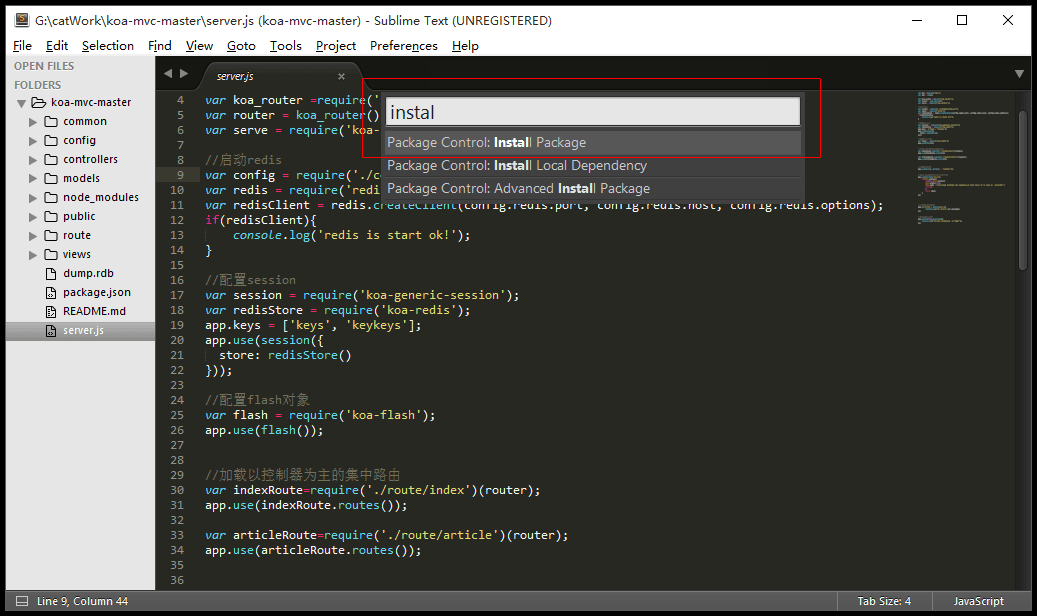 G:\catWork\koa-mvc-master\server.js (koa-mvc-master) - Sublime Text (UNREGISTERED)
File Edit Selection Find View Goto Tools Project Preferences Help
OPEN FILES
FOLDERS
koa-mvc-master
common
config
controllers
models
node_modules
public
route
views
dump.rdb
package.json
README.md
server.js
server.js
instal
Package Control: Install Package
Package Control: Install Local Dependency
Package Control: Advanced Install Package
4 var koa_router =require('
5 var router = koa_router()
6 var serve = require('koa-
7
8 //启动redis
9 var config = require('./c
10 var redis = require('redi
11 var redisClient = redis.createClient(config.redis.port, config.redis.host, config.redis.options);
12 if(redisClient){
13 console.log('redis is start ok!');
14 }
15
16 //配置session
17 var session = require('koa-generic-session');
18 var redisStore = require('koa-redis');
19 app.keys = ['keys', 'keykeys'];
20 app.use(session({
21 store: redisStore()
22 }));
23
24 //配置flash对象
25 var flash = require('koa-flash');
26 app.use(flash());
27
28
29 //加载以控制器为主的集中路由
30 var indexRoute=require('./route/index')(router);
31 app.use(indexRoute.routes());
32
33 var articleRoute=require('./route/article')(router);
34 app.use(articleRoute.routes());
35
36
Line 9, Column 44
Tab Size: 4
JavaScript